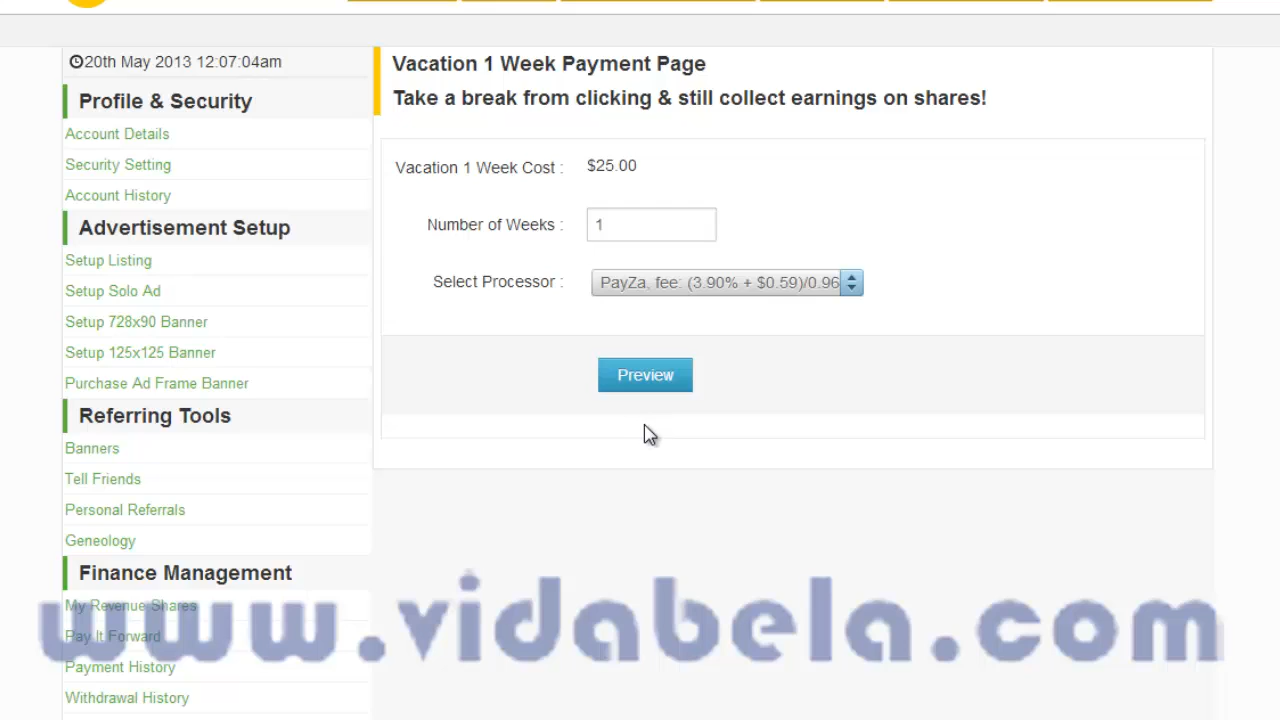 20th May 2013 12:07:04am
Profile & Security
Account Details
Security Setting
Account History
Advertisement Setup
Setup Listing
Setup Solo Ad
Setup 728x90 Banner
Setup 125x125 Banner
Purchase Ad Frame Banner
Referring Tools
Banners
Tell Friends
Personal Referrals
Geneology
Finance Management
My Revenue Shares
Pay It Forward
Payment History
Withdrawal History
Vacation 1 Week Payment Page
Take a break from clicking & still collect earnings on shares!
Vacation 1 Week Cost : $25.00
Number of Weeks : 1
Select Processor : PayZa, fee: (3.90% + $0.59)/0.96
Preview
www.vidabela.com